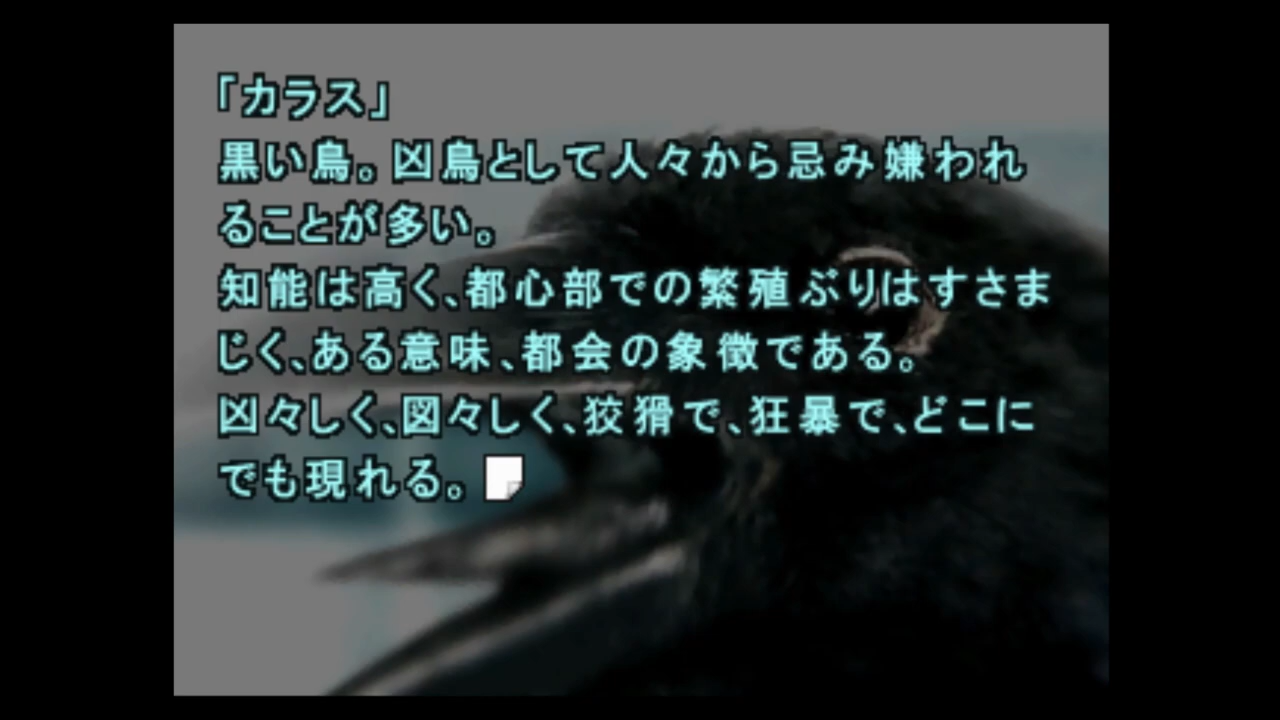 「カラス」
黒い鳥。凶鳥として人々から忌み嫌われ
ることが多い。
知能は高く、都心部での繁殖ぶりはすさま
じく、ある意味、都会の象徴である。
凶々しく、図々しく、狡猾で、狂暴で、どこに
でも現れる。